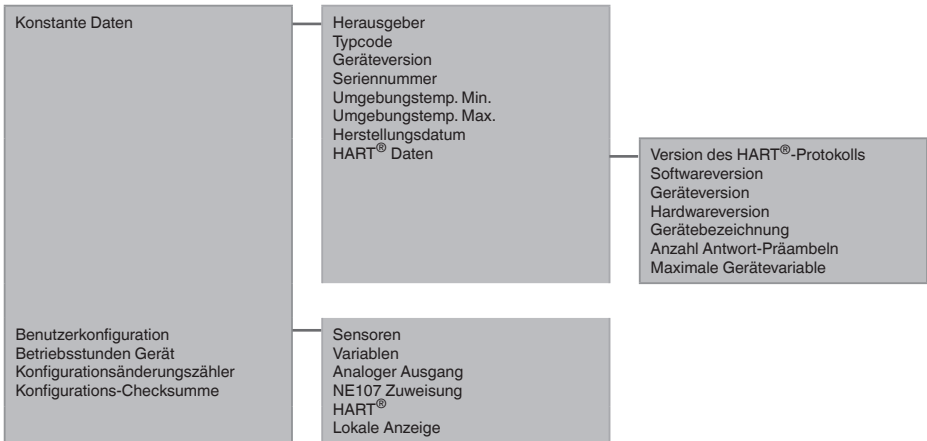 Konstante Daten
Herausgeber
Typcode
Geräteversion
Seriennummer
Umgebungstemp. Min.
Umgebungstemp. Max.
Herstellungsdatum
HART® Daten
Version des HART®-Protokolls
Softwareversion
Geräteversion
Hardwareversion
Gerätebezeichnung
Anzahl Antwort-Präambeln
Maximale Gerätevariable
Benutzerkonfiguration
Betriebsstunden Gerät
Konfigurationsänderungszähler
Konfigurations-Checksumme
Sensoren
Variablen
Analoger Ausgang
NE107 Zuweisung
HART®
Lokale Anzeige